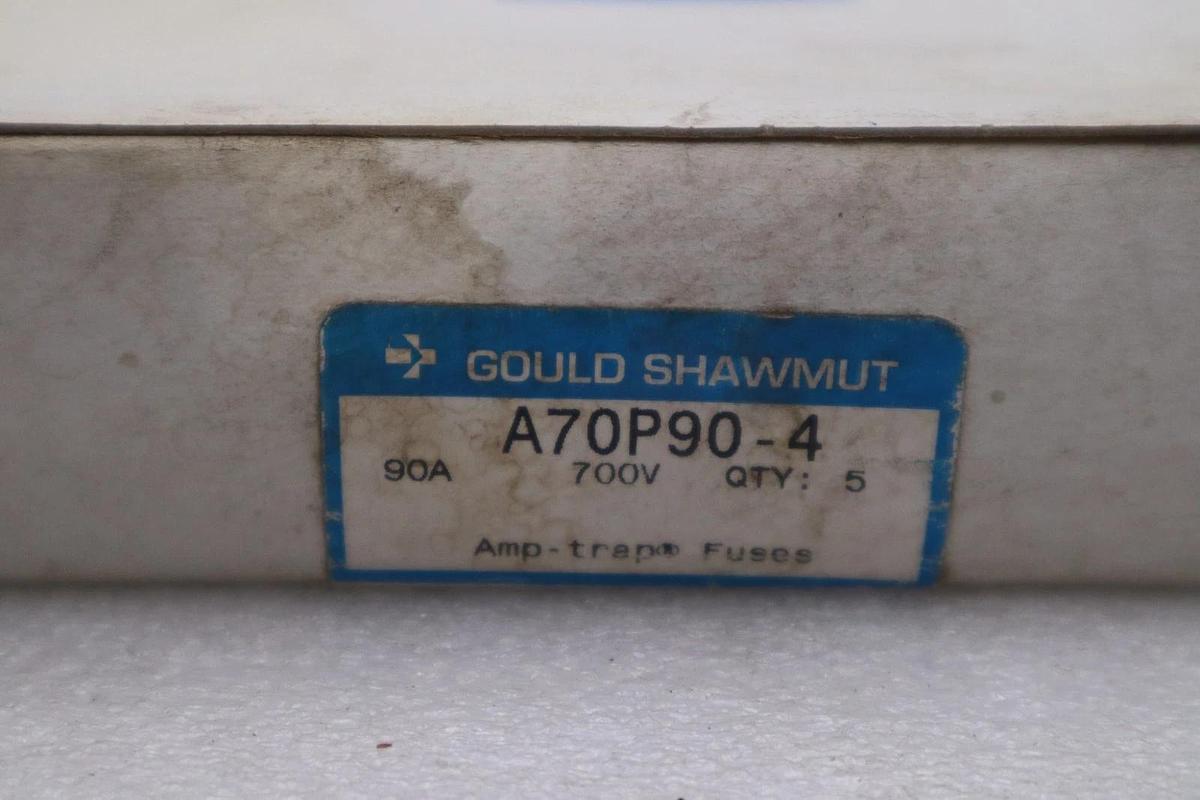 GOULD SHAWMUT
A70P90-4
90A 700V QTY: 5
Amp-trap® Fuses